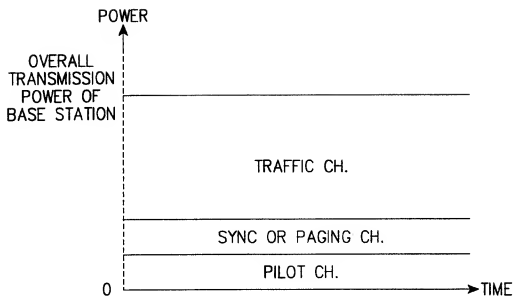 POWER
OVERALL
TRANSMISSION
POWER OF
BASE STATION
TRAFFIC CH.
SYNC OR PAGING CH.
PILOT CH.
0
TIME